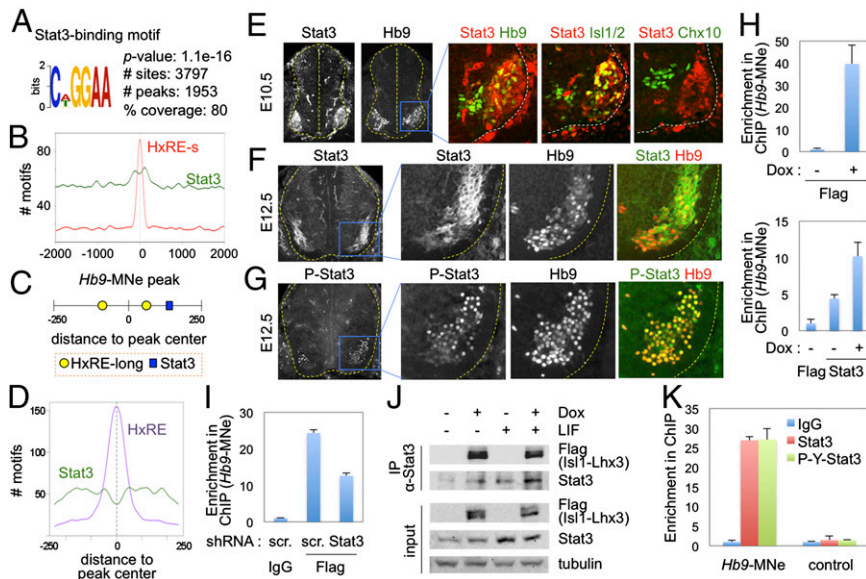 A
Stat3-binding motif
bits
2
0
C GGAA
p-value: 1.1e-16
# sites: 3797
# peaks: 1953
% coverage: 80
B
# motifs
80
40
HxRE-s
Stat3
-2000 -1000 0 1000 2000
Hb9-MNe peak
C
-250 0 250
distance to peak center
HxRE-long Stat3
D
# motifs
150
100
50
HxRE
Stat3
-250 0 250
distance to
peak center
E
E10.5
Stat3
Hb9
Stat3 Hb9
Stat3 Isl1/2
Stat3 Chx10
F
E12.5
Stat3
Stat3
Hb9
Stat3 Hb9
G
E12.5
P-Stat3
P-Stat3
Hb9
P-Stat3 Hb9
H
Enrichment in
ChIP (Hb9-MNe)
50
40
30
20
10
0
Dox : - +
Flag
Enrichment in
ChIP (Hb9-MNe)
15
10
5
0
Dox : - - +
Flag Stat3
I
Enrichment in
ChIP (Hb9-MNe)
30
20
10
0
shRNA : scr. scr. Stat3
IgG Flag
J
- + - + Dox
- - + + LIF
IP
α-Stat3
Flag
(Isl1-Lhx3)
Stat3
input
Flag
(Isl1-Lhx3)
Stat3
tubulin
K
Enrichment in ChIP
35
30
25
20
15
10
5
0
IgG
Stat3
P-Y-Stat3
Hb9-MNe control